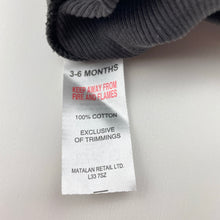 3-6 MONTHS
KEEP AWAY FROM
FIRE AND FLAMES
100% COTTON
EXCLUSIVE
OF TRIMMINGS
MATALAN RETAIL LTD.
L33 7SZ